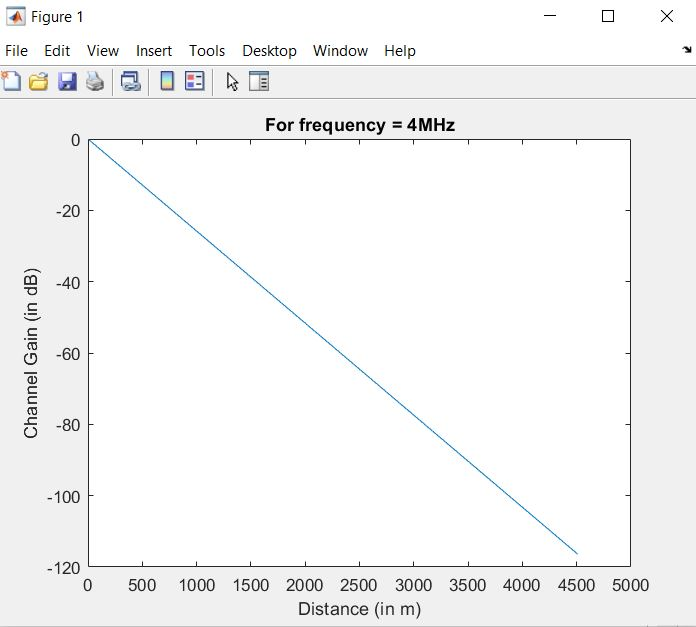 Figure 1
File Edit View Insert Tools Desktop Window Help
For frequency = 4MHz
0
-20
-40
-60
-80
-100
-120
Channel Gain (in dB)
0 500 1000 1500 2000 2500 3000 3500 4000 4500 5000
Distance (in m)